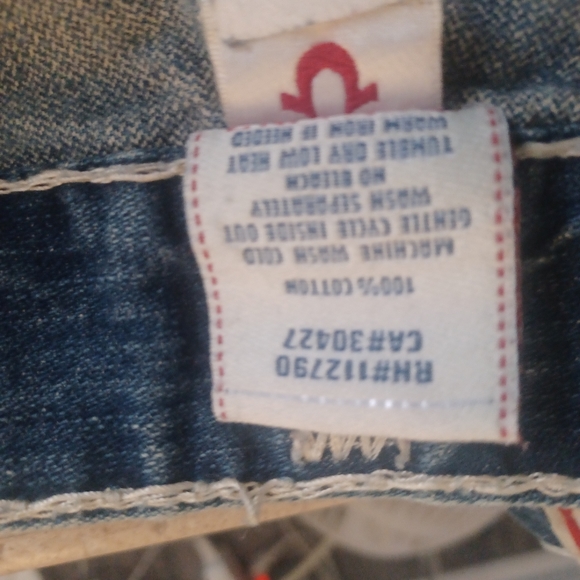 RN#112790
CA#30427
100% COTTON
MACHINE WASH COLD
GENTLE CYCLE INSIDE OUT
WASH SEPARATELY
NO BLEACH
TUMBLE DRY LOW HEAT
WARM IRON IF NEEDED